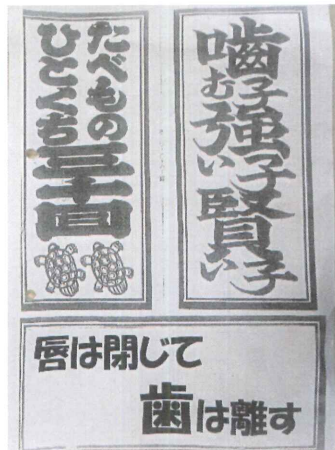 噛む子強い子賢い子
たべもの
ひとくち三十回
唇は閉じて
歯は離す